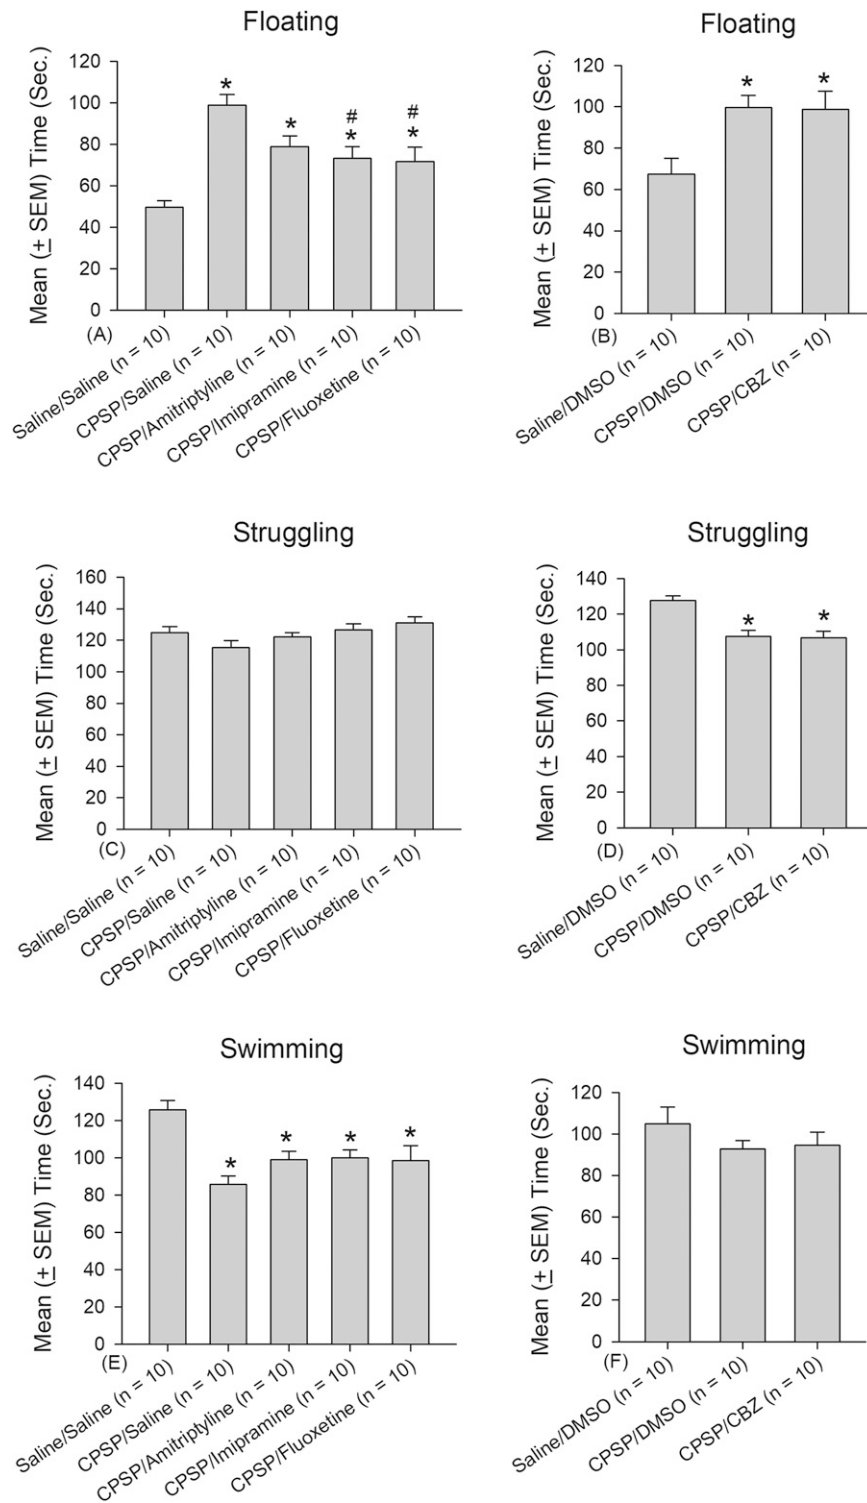 Floating
Mean (± SEM) Time (Sec.)
120
100
80
60
40
20
0
*
*
#
*
#
*
(A)
Saline/Saline (n = 10)
CPSP/Saline (n = 10)
CPSP/Amitriptyline (n = 10)
CPSP/Imipramine (n = 10)
CPSP/Fluoxetine (n = 10)
Floating
Mean (± SEM) Time (Sec.)
120
100
80
60
40
20
0
*
*
(B)
Saline/DMSO (n = 10)
CPSP/DMSO (n = 10)
CPSP/CBZ (n = 10)
Struggling
Mean (± SEM) Time (Sec.)
160
140
120
100
80
60
40
20
0
(C)
Saline/Saline (n = 10)
CPSP/Saline (n = 10)
CPSP/Amitriptyline (n = 10)
CPSP/Imipramine (n = 10)
CPSP/Fluoxetine (n = 10)
Struggling
Mean (± SEM) Time (Sec.)
140
120
100
80
60
40
20
0
*
*
(D)
Saline/DMSO (n = 10)
CPSP/DMSO (n = 10)
CPSP/CBZ (n = 10)
Swimming
Mean (± SEM) Time (Sec.)
140
120
100
80
60
40
20
0
*
*
*
*
(E)
Saline/Saline (n = 10)
CPSP/Saline (n = 10)
CPSP/Amitriptyline (n = 10)
CPSP/Imipramine (n = 10)
CPSP/Fluoxetine (n = 10)
Swimming
Mean (± SEM) Time (Sec.)
120
100
80
60
40
20
0
(F)
Saline/DMSO (n = 10)
CPSP/DMSO (n = 10)
CPSP/CBZ (n = 10)